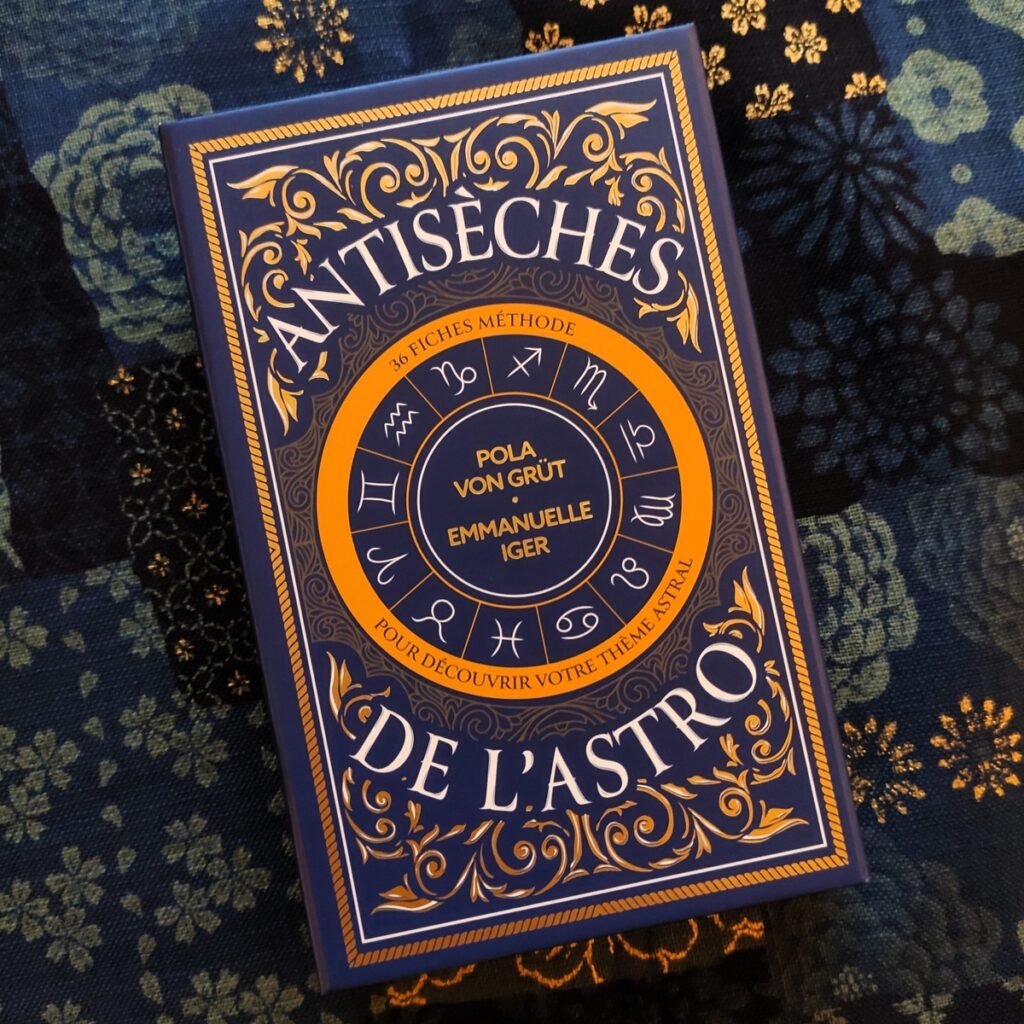 ANTISÈCHES
36 FICHES MÉTHODE
POLA
VON GRÜT
•
EMMANUELLE
IGER
POUR DÉCOUVRIR VOTRE THÈME ASTRAL
DE L'ASTRO